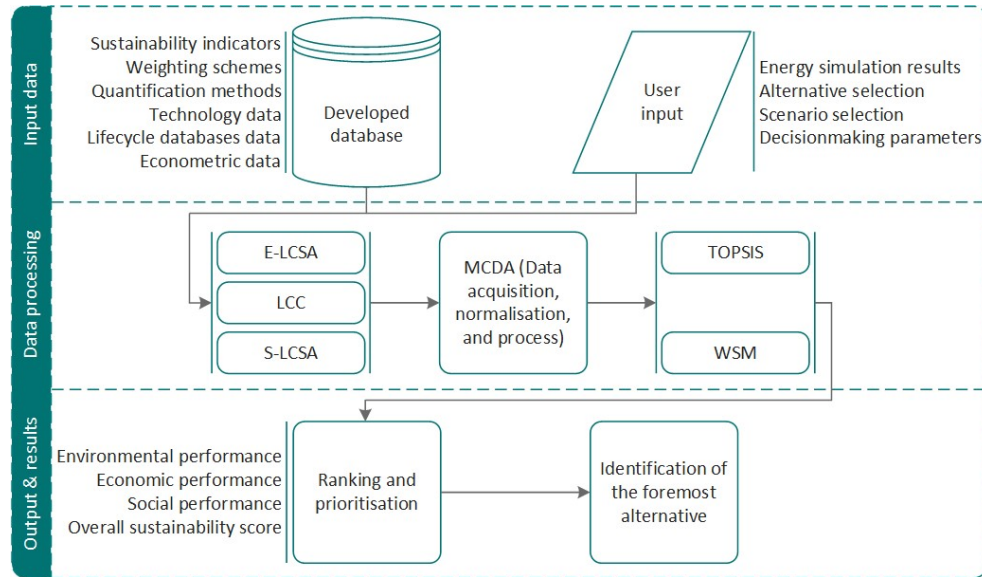 Input data
Sustainability indicators
Weighting schemes
Quantification methods
Technology data
Lifecycle databases data
Econometric data
Developed
database
User
input
Energy simulation results
Alternative selection
Scenario selection
Decisionmaking parameters
Data processing
E-LCSA
LCC
S-LCSA
MCDA (Data
acquisition,
normalisation,
and process)
TOPSIS
WSM
Output & results
Environmental performance
Economic performance
Social performance
Overall sustainability score
Ranking and
prioritisation
Identification of
the foremost
alternative